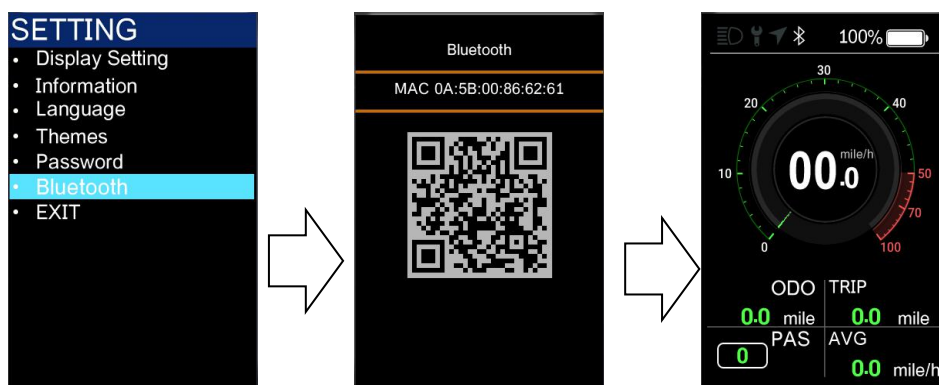 SETTING
• Display Setting
• Information
• Language
• Themes
• Password
• Bluetooth
• EXIT
Bluetooth
MAC 0A:5B:00:86:62:61
100%
0
10
20
30
40
50
70
100
00.0 mile/h
ODO
0.0 mile
TRIP
0.0 mile
PAS
0
AVG
0.0 mile/h